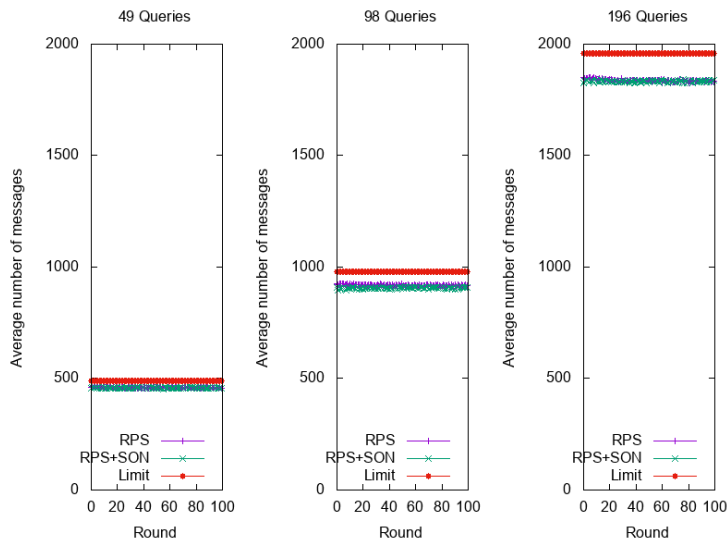 49 Queries
2000
1500
1000
500
0
Average number of messages
RPS
RPS+SON
Limit
0 20 40 60 80 100
Round
98 Queries
2000
1500
1000
500
0
Average number of messages
RPS
RPS+SON
Limit
0 20 40 60 80 100
Round
196 Queries
2000
1500
1000
500
0
Average number of messages
RPS
RPS+SON
Limit
0 20 40 60 80 100
Round